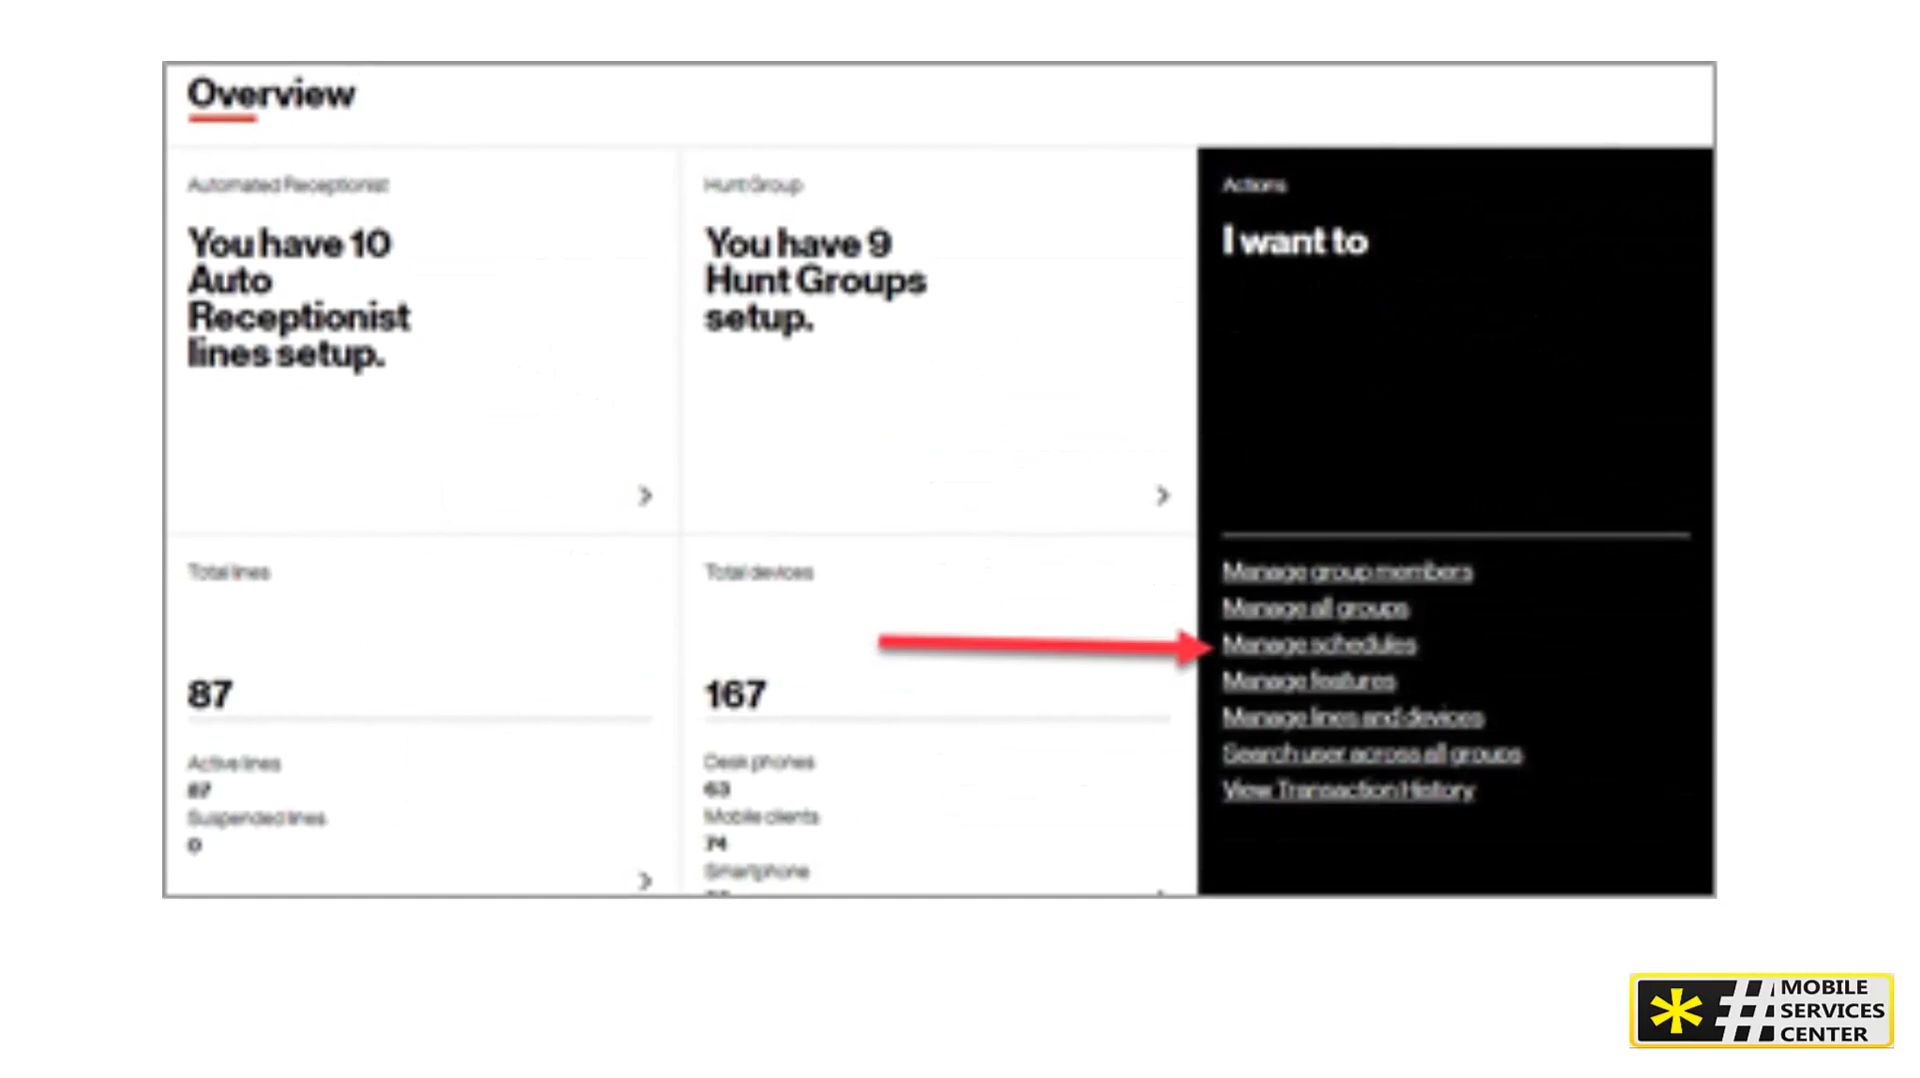 Overview
Automated Receptionist
You have 10
Auto
Receptionist
lines setup.
Hunt Group
You have 9
Hunt Groups
setup.
Actions
I want to
Total lines
87
Active lines
87
Suspended lines
0
Total devices
167
Desk phones
63
Mobile clients
74
Smartphone
Manage group members
Manage all groups
Manage schedules
Manage features
Manage lines and devices
Search user across all groups
View Transaction History
*# MOBILE
SERVICES
CENTER